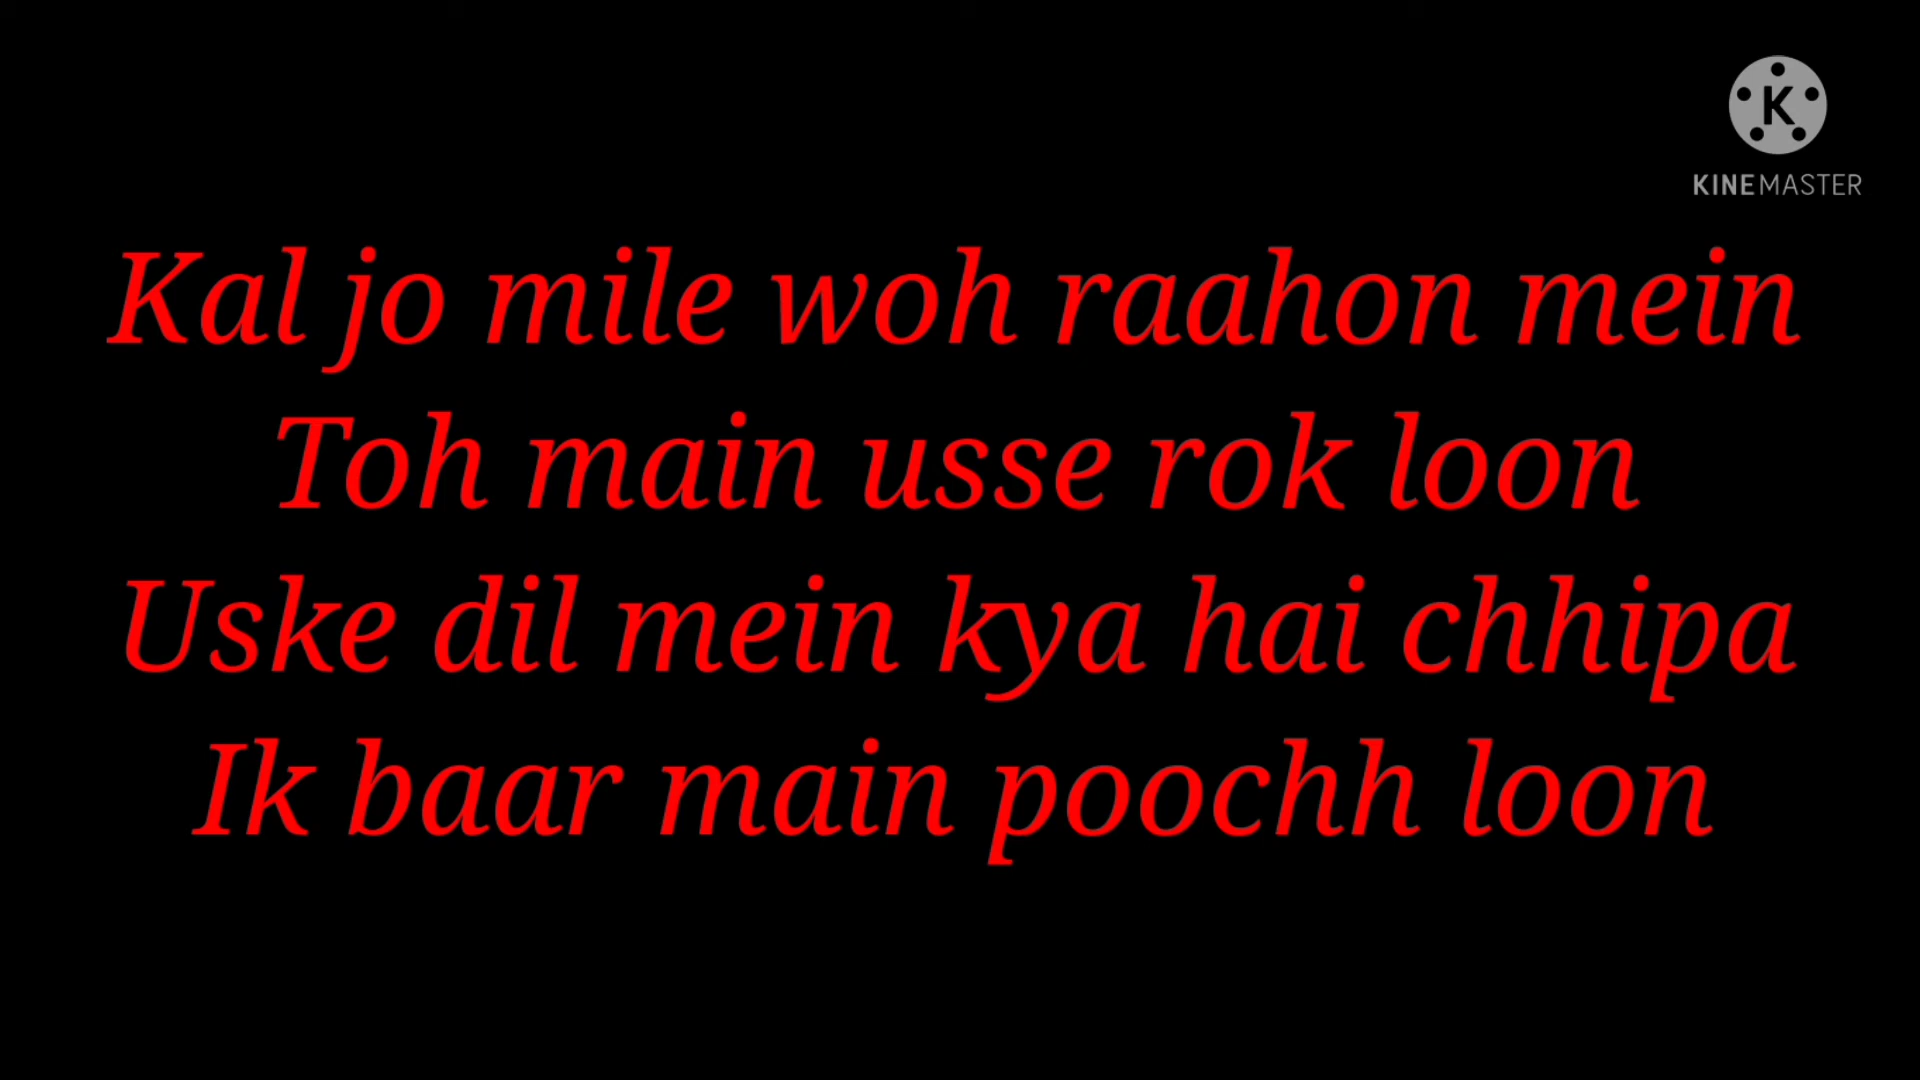 KINEMASTER
Kal jo mile woh raahon mein
Toh main usse rok loon
Uske dil mein kya hai chhipa
Ik baar main poochh loon